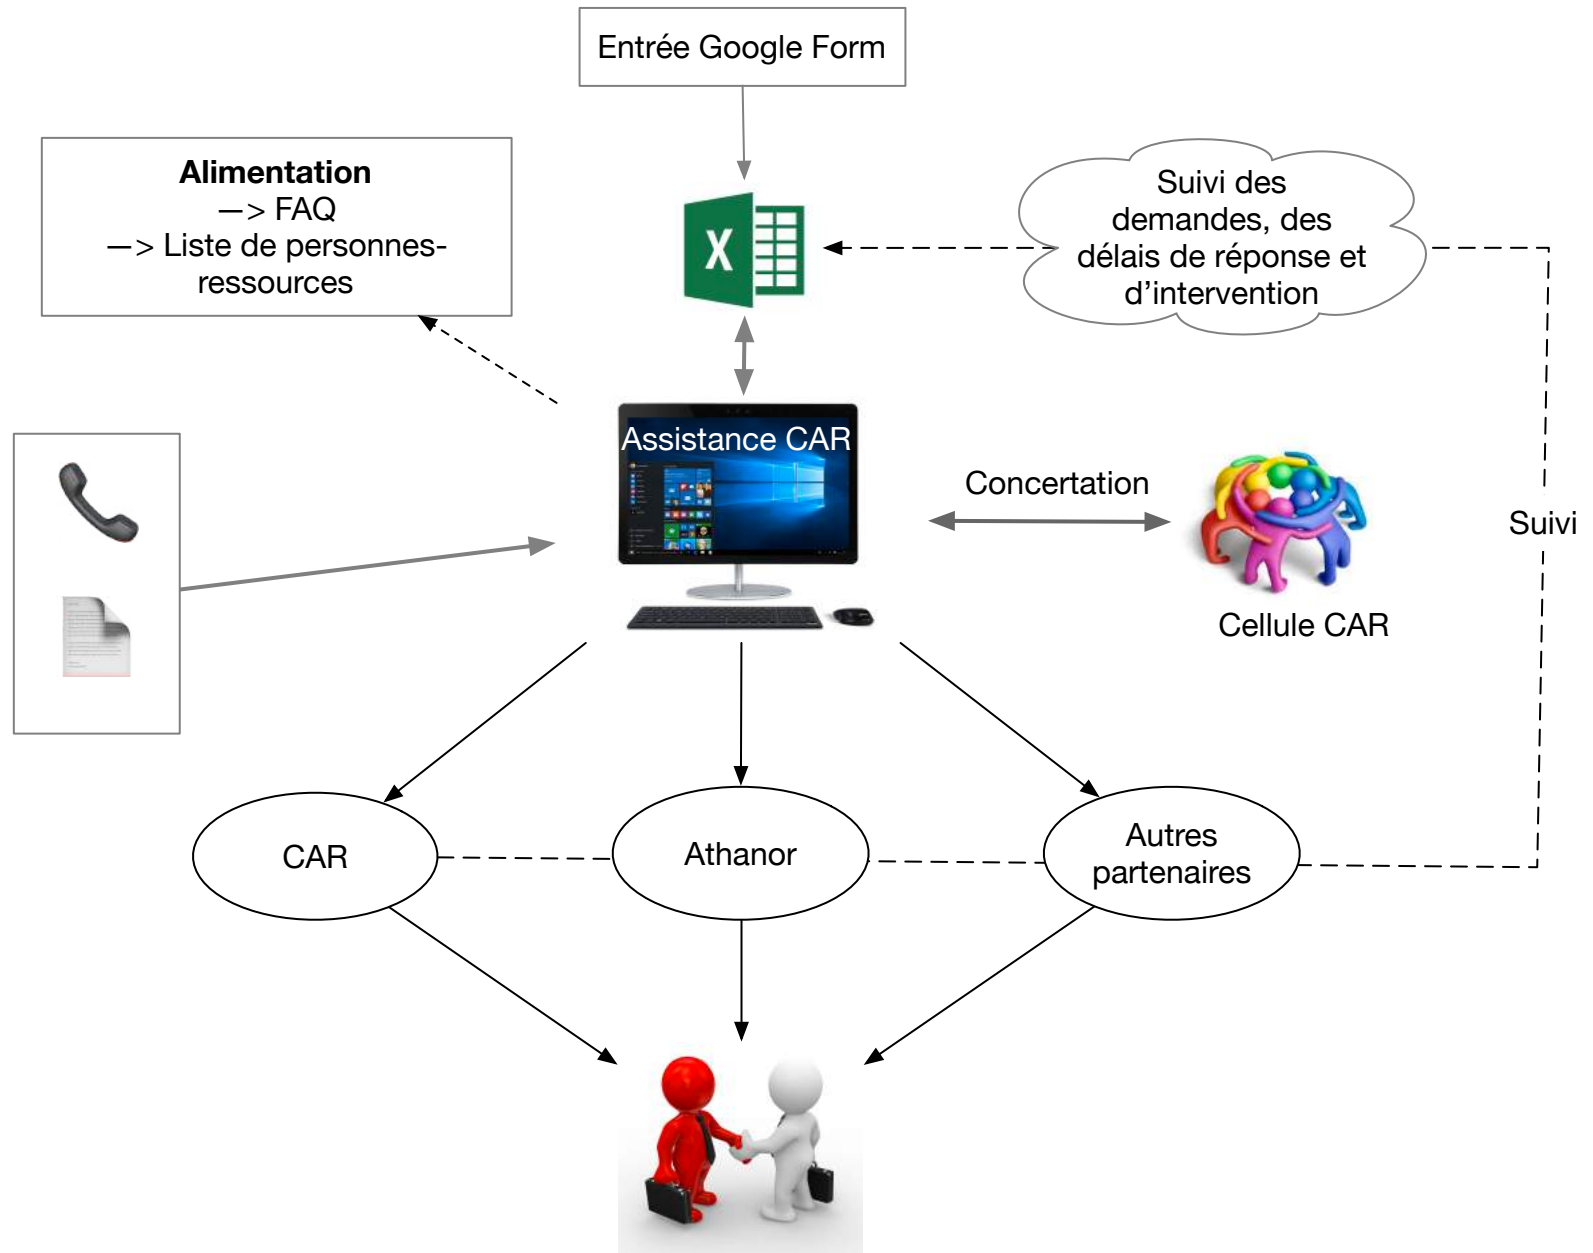 Entrée Google Form
Alimentation
—> FAQ
—> Liste de personnes-
ressources
X
Suivi des
demandes, des
délais de réponse et
d’intervention
Assistance CAR
Concertation
Suivi
Cellule CAR
CAR
Athanor
Autres
partenaires